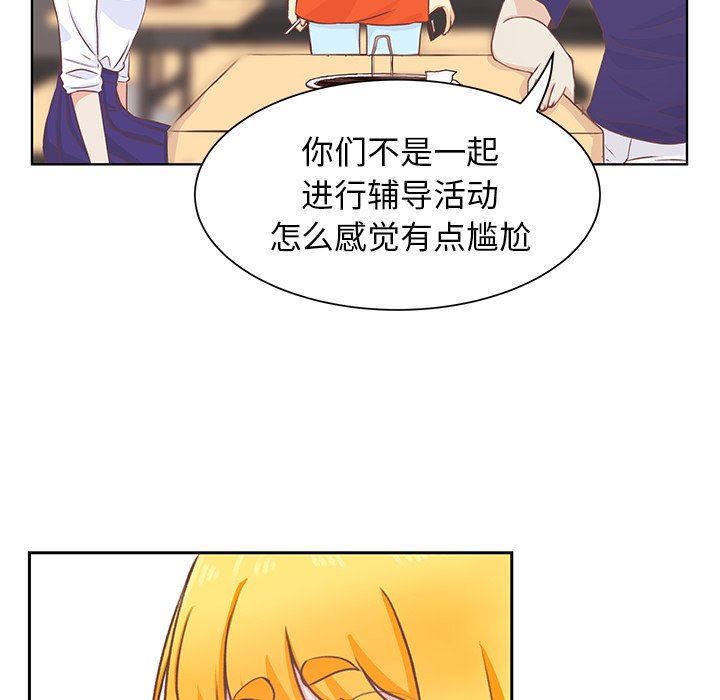 你们不是一起
进行辅导活动
怎么感觉有点尴尬